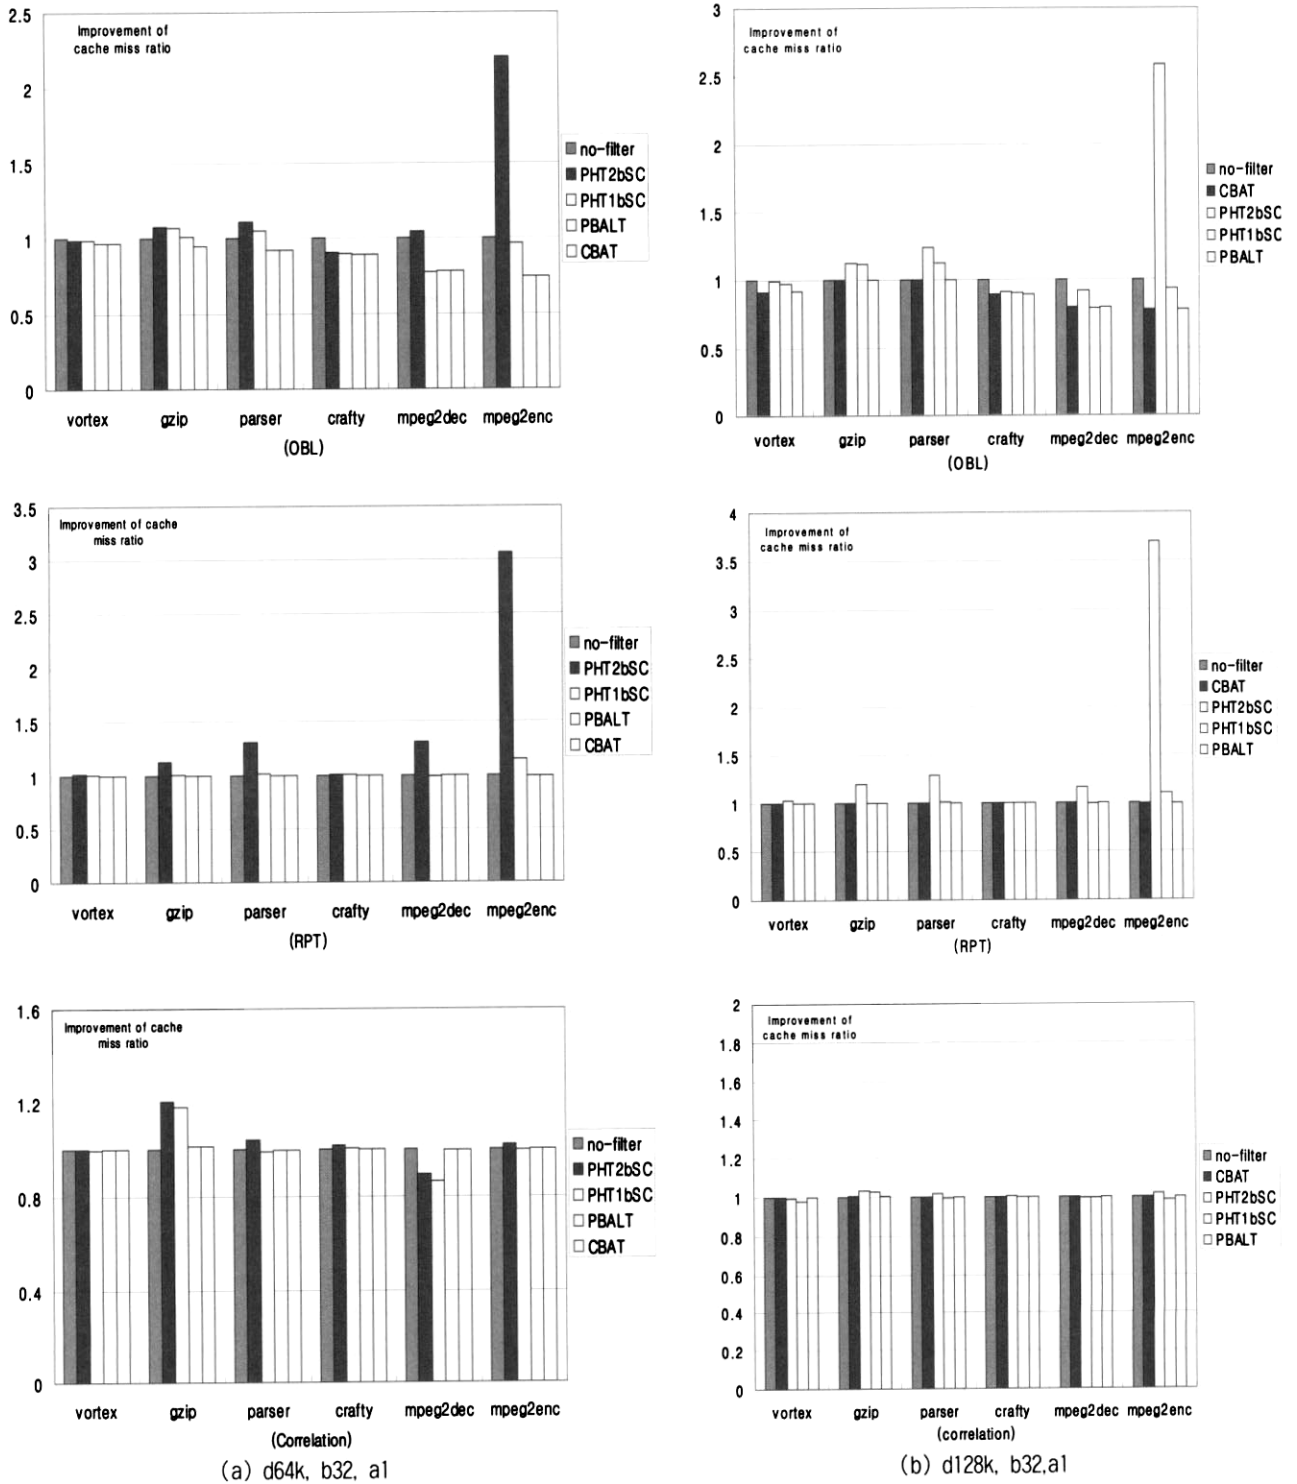 2.5
Improvement of
cache miss ratio
2
1.5
1
0.5
0
vortex gzip parser crafty mpeg2dec mpeg2enc
(OBL)
no-filter
PHT2bSC
PHT1bSC
PBALT
CBAT
3
Improvement of
cache miss ratio
2.5
2
1.5
1
0.5
0
vortex gzip parser crafty mpeg2dec mpeg2enc
(OBL)
no-filter
CBAT
PHT2bSC
PHT1bSC
PBALT
3.5
Improvement of cache
miss ratio
3
2.5
2
1.5
1
0.5
0
vortex gzip parser crafty mpeg2dec mpeg2enc
(RPT)
no-filter
PHT2bSC
PHT1bSC
PBALT
CBAT
4
Improvement of
cache miss ratio
3.5
3
2.5
2
1.5
1
0.5
0
vortex gzip parser crafty mpeg2dec mpeg2enc
(RPT)
no-filter
CBAT
PHT2bSC
PHT1bSC
PBALT
1.6
Improvement of cache
miss ratio
1.2
0.8
0.4
0
vortex gzip parser crafty mpeg2dec mpeg2enc
(Correlation)
no-filter
PHT2bSC
PHT1bSC
PBALT
CBAT
(a) d64k, b32, a1
2
Improvement of
cache miss ratio
1.8
1.6
1.4
1.2
1
0.8
0.6
0.4
0.2
0
vortex gzip parser crafty mpeg2dec mpeg2enc
(correlation)
no-filter
CBAT
PHT2bSC
PHT1bSC
PBALT
(b) d128k, b32,a1